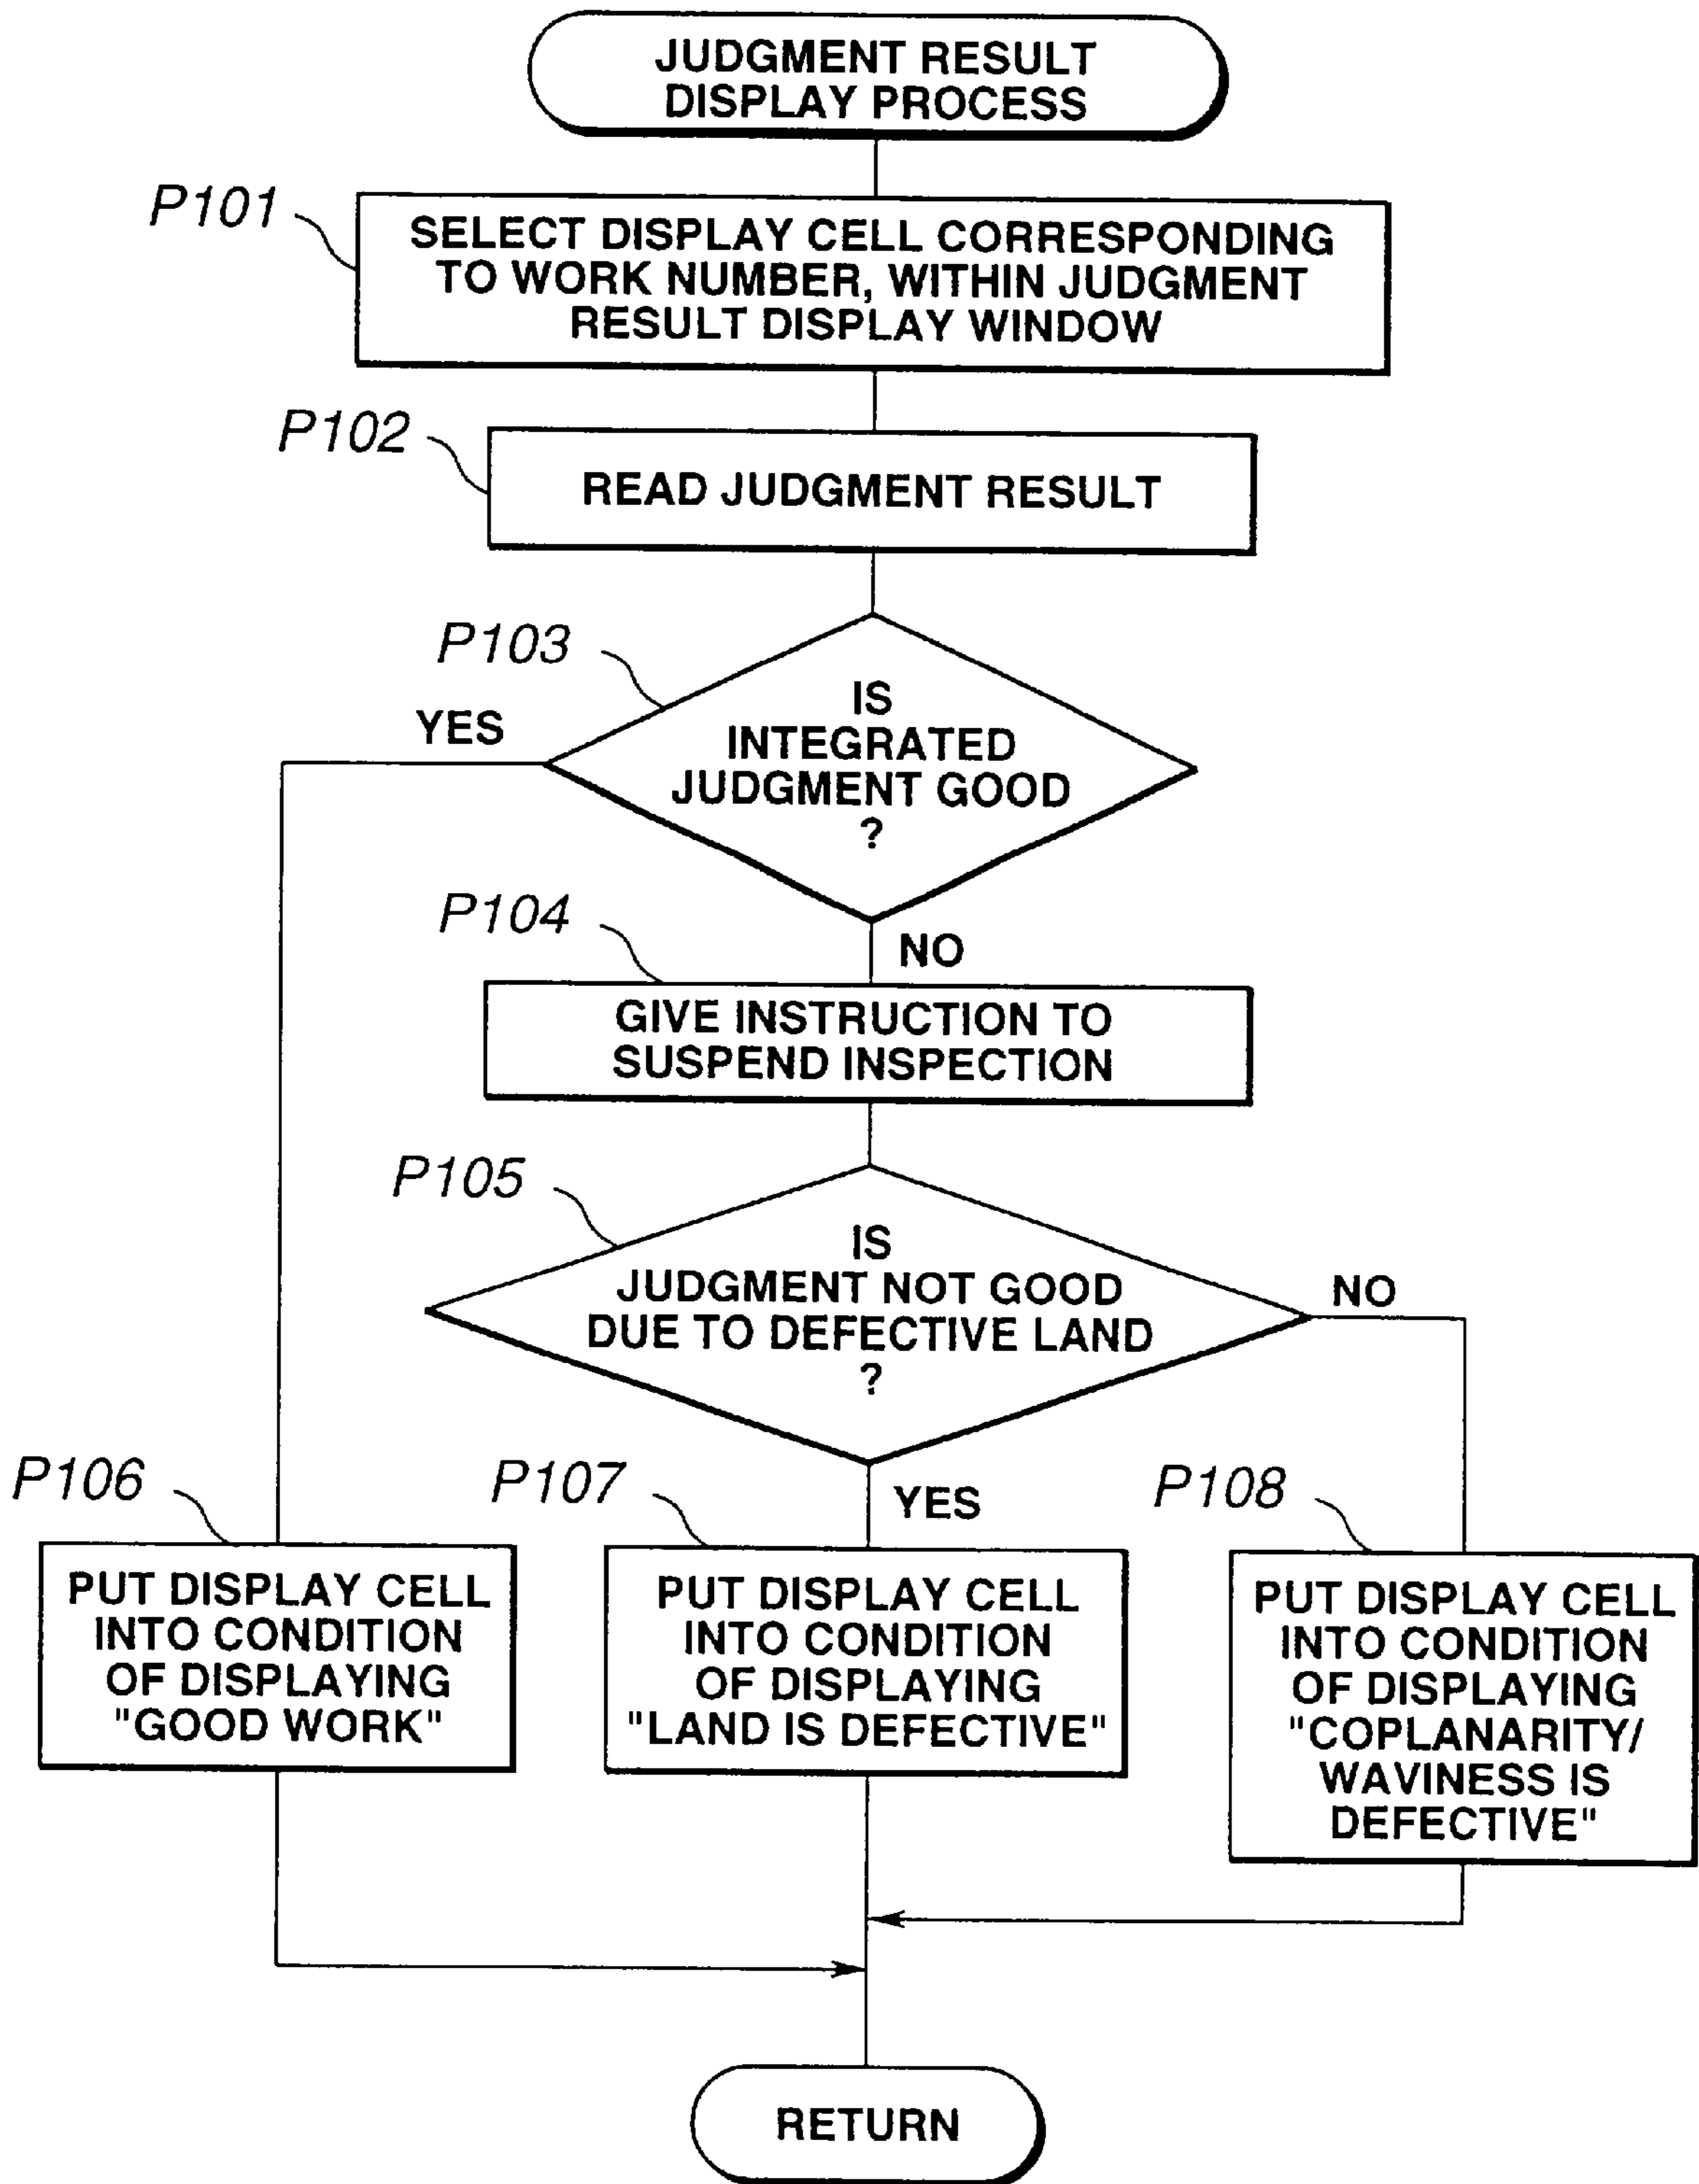 JUDGMENT RESULT
DISPLAY PROCESS
P101
SELECT DISPLAY CELL CORRESPONDING
TO WORK NUMBER, WITHIN JUDGMENT
RESULT DISPLAY WINDOW
P102
READ JUDGMENT RESULT
P103
YES
IS
INTEGRATED
JUDGMENT GOOD
?
P104
NO
GIVE INSTRUCTION TO
SUSPEND INSPECTION
P105
IS
JUDGMENT NOT GOOD
DUE TO DEFECTIVE LAND
?
NO
P106
PUT DISPLAY CELL
INTO CONDITION
OF DISPLAYING
"GOOD WORK"
P107
YES
PUT DISPLAY CELL
INTO CONDITION
OF DISPLAYING
"LAND IS DEFECTIVE"
P108
PUT DISPLAY CELL
INTO CONDITION
OF DISPLAYING
"COPLANARITY/
WAVINESS IS
DEFECTIVE"
RETURN